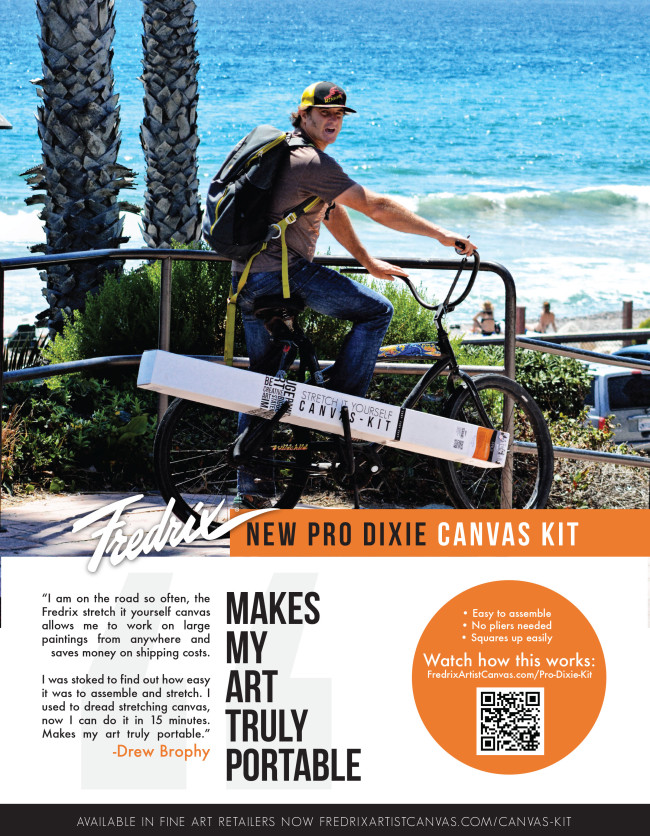 STRETCH IT YOURSELF
CANVAS-KIT
Fredrix
NEW PRO DIXIE CANVAS KIT
“I am on the road so often, the
Fredrix stretch it yourself canvas
allows me to work on large
paintings from anywhere and
saves money on shipping costs.
I was stoked to find out how easy
it was to assemble and stretch. I
used to dread stretching canvas,
now I can do it in 15 minutes.
Makes my art truly portable.”
-Drew Brophy
MAKES
MY
ART
TRULY
PORTABLE
• Easy to assemble
• No pliers needed
• Squares up easily
Watch how this works:
FredrixArtistCanvas.com/Pro-Dixie-Kit
AVAILABLE IN FINE ART RETAILERS NOW FREDRIXARTISTCANVAS.COM/CANVAS-KIT